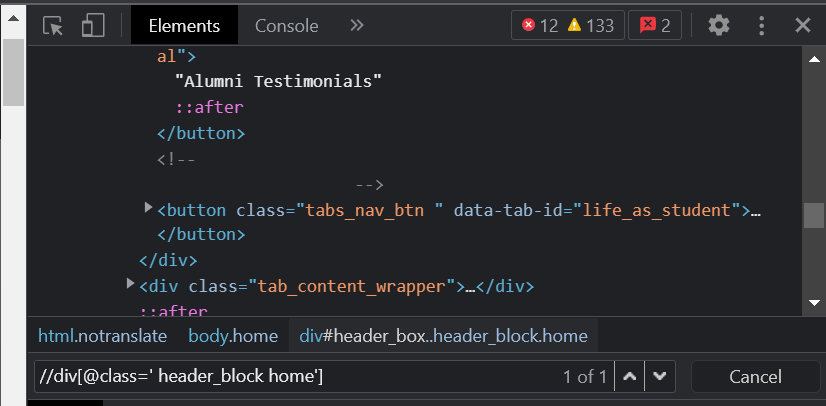 Elements Console 12 133 2
al">
"Alumni Testimonials"
::after
</button>
<!--
-->
<button class="tabs_nav_btn " data-tab-id="life_as_student">…
</button>
</div>
<div class="tab_content_wrapper">…</div>
::after
html.notranslate body.home div#header_box..header_block.home
//div[@class=' header_block home'] 1 of 1 Cancel